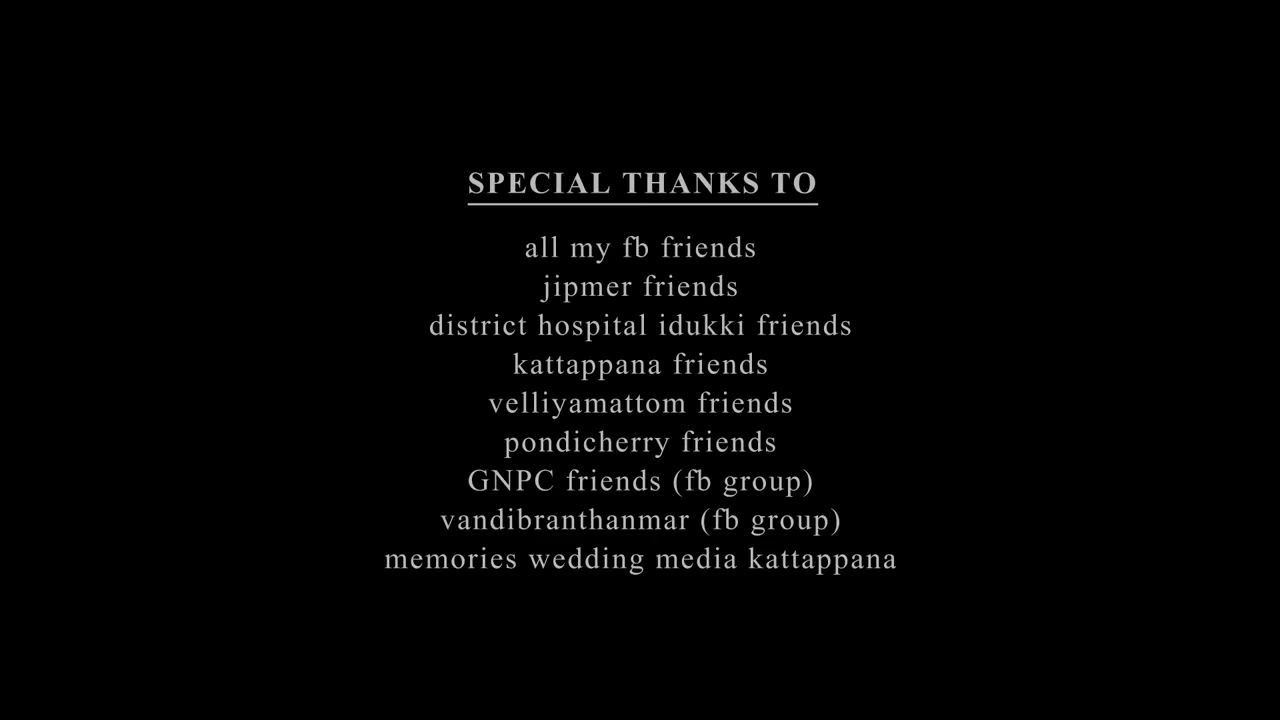 SPECIAL THANKS TO
all my fb friends
jipmer friends
district hospital idukki friends
kattappana friends
velliyamattom friends
pondicherry friends
GNPC friends (fb group)
vandibranthanmar (fb group)
memories wedding media kattappana